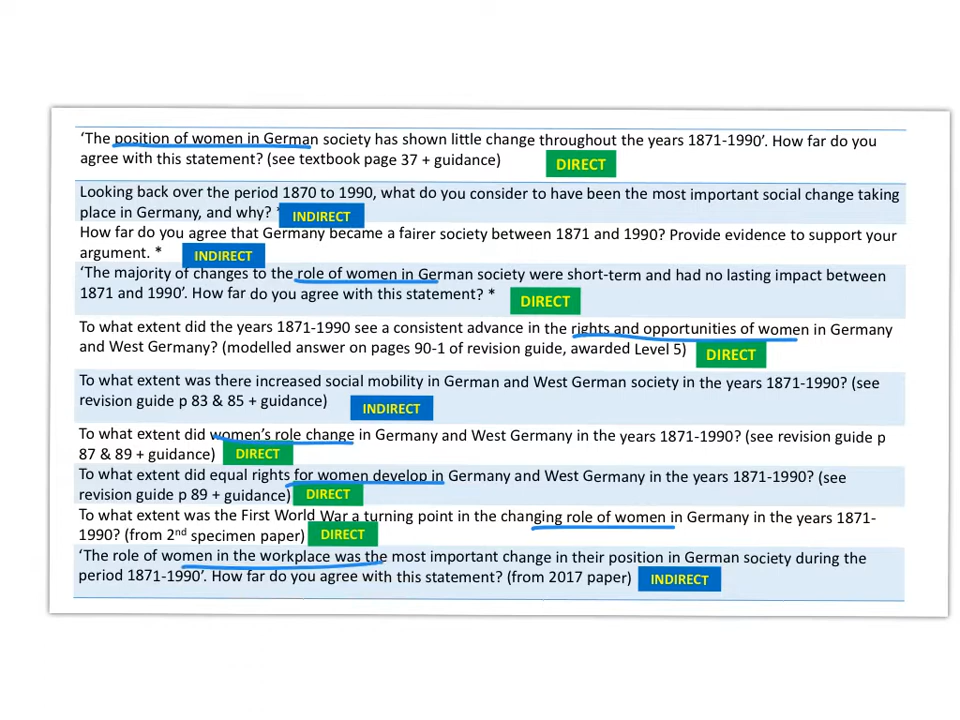 ‘The position of women in German society has shown little change throughout the years 1871-1990’. How far do you
agree with this statement? (see textbook page 37 + guidance) DIRECT
Looking back over the period 1870 to 1990, what do you consider to have been the most important social change taking
place in Germany, and why? * INDIRECT
How far do you agree that Germany became a fairer society between 1871 and 1990? Provide evidence to support your
argument. * INDIRECT
‘The majority of changes to the role of women in German society were short-term and had no lasting impact between
1871 and 1990’. How far do you agree with this statement? * DIRECT
To what extent did the years 1871-1990 see a consistent advance in the rights and opportunities of women in Germany
and West Germany? (modelled answer on pages 90-1 of revision guide, awarded Level 5) DIRECT
To what extent was there increased social mobility in German and West German society in the years 1871-1990? (see
revision guide p 83 & 85 + guidance) INDIRECT
To what extent did women’s role change in Germany and West Germany in the years 1871-1990? (see revision guide p
87 & 89 + guidance) DIRECT
To what extent did equal rights for women develop in Germany and West Germany in the years 1871-1990? (see
revision guide p 89 + guidance) DIRECT
To what extent was the First World War a turning point in the changing role of women in Germany in the years 1871-
1990? (from 2nd specimen paper) DIRECT
‘The role of women in the workplace was the most important change in their position in German society during the
period 1871-1990’. How far do you agree with this statement? (from 2017 paper) INDIRECT